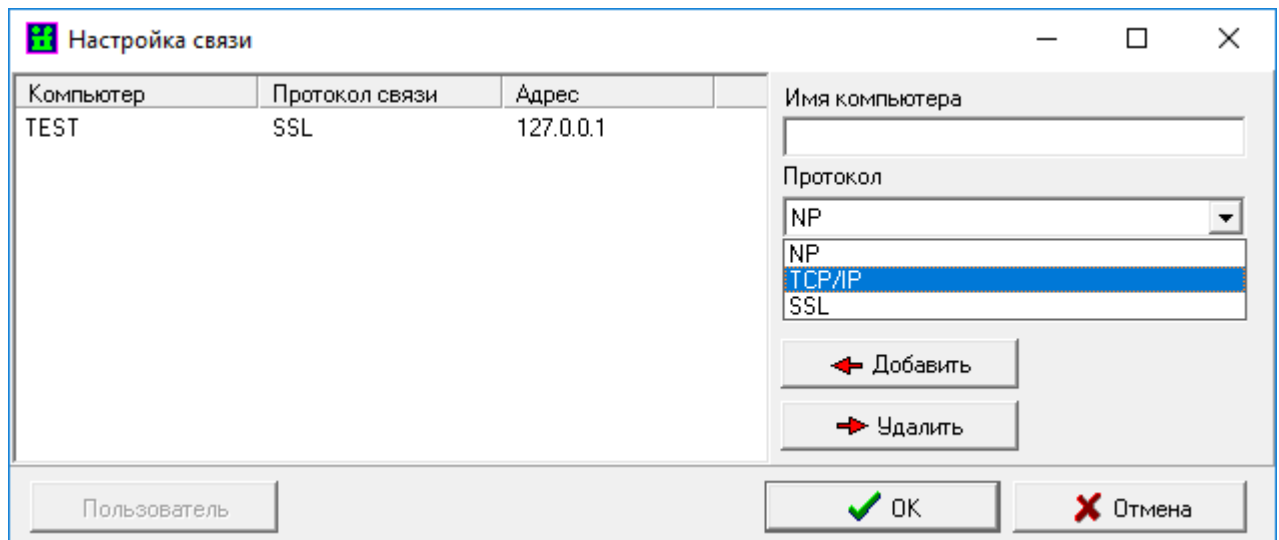 Настройка связи
Компьютер Протокол связи Адрес
TEST SSL 127.0.0.1
Имя компьютера
Протокол
NP
NP
TCP/IP
SSL
Добавить
Удалить
Пользователь
OK
Отмена